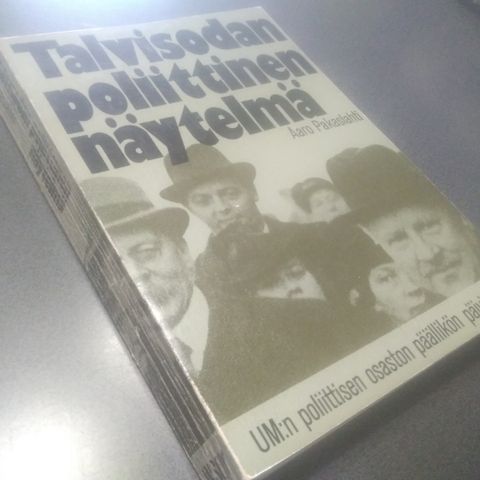 Talvisodan
poliittinen
näytelmä
Aaro Pakaslahti
UM:n poliittisen osaston päällikön